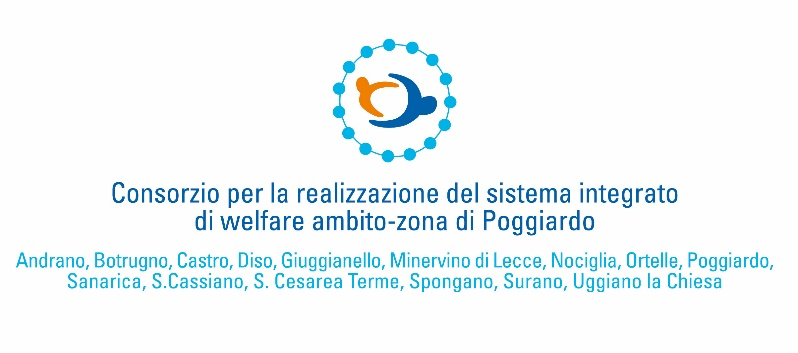 Consorzio per la realizzazione del sistema integrato
di welfare ambito-zona di Poggiardo
Andrano, Botrugno, Castro, Diso, Giuggianello, Minervino di Lecce, Nociglia, Ortelle, Poggiardo,
Sanarica, S.Cassiano, S. Cesarea Terme, Spongano, Surano, Uggiano la Chiesa